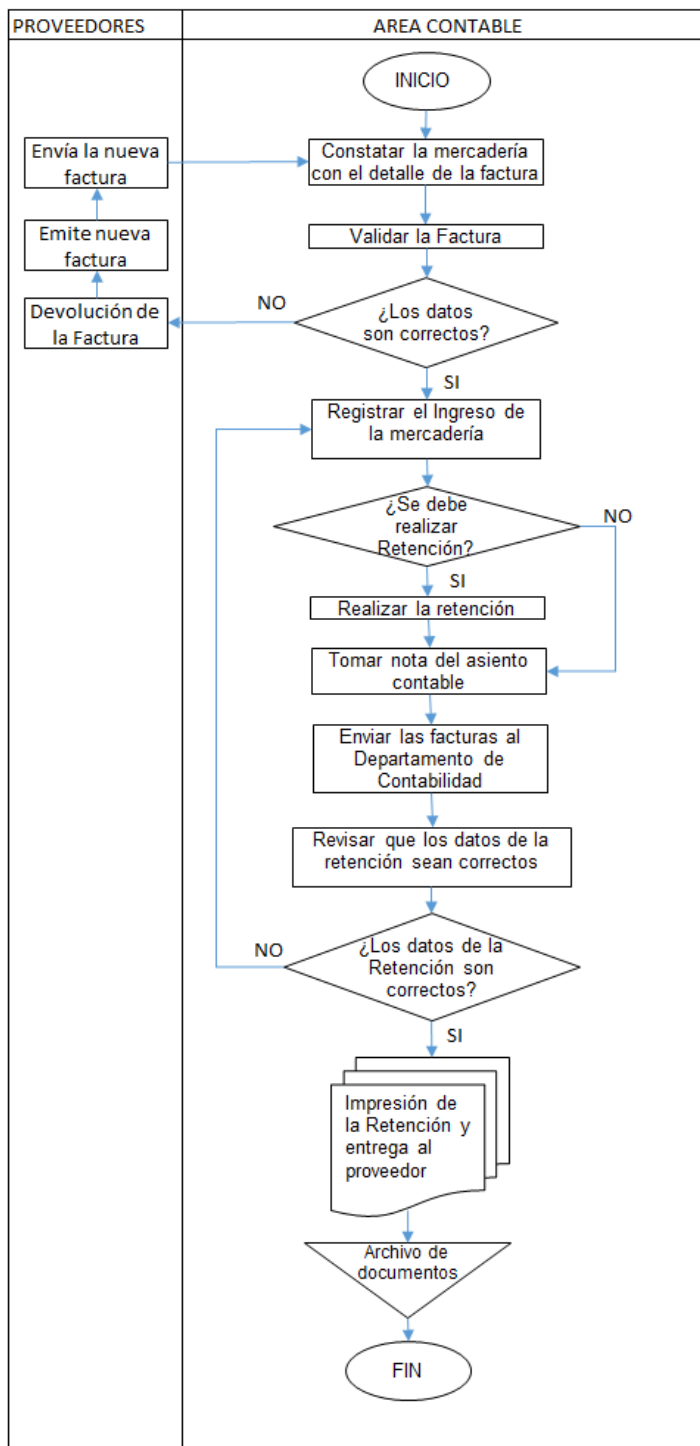 PROVEEDORES
AREA CONTABLE
INICIO
Envía la nueva
factura
Constatar la mercadería
con el detalle de la factura
Emite nueva
factura
Validar la Factura
Devolución de
la Factura
NO
¿Los datos
son correctos?
SI
Registrar el Ingreso de
la mercadería
¿Se debe
realizar
Retención?
NO
SI
Realizar la retención
Tomar nota del asiento
contable
Enviar las facturas al
Departamento de
Contabilidad
Revisar que los datos de la
retención sean correctos
NO
¿Los datos de la
Retención son
correctos?
SI
Impresión de
la Retención y
entrega al
proveedor
Archivo de
documentos
FIN